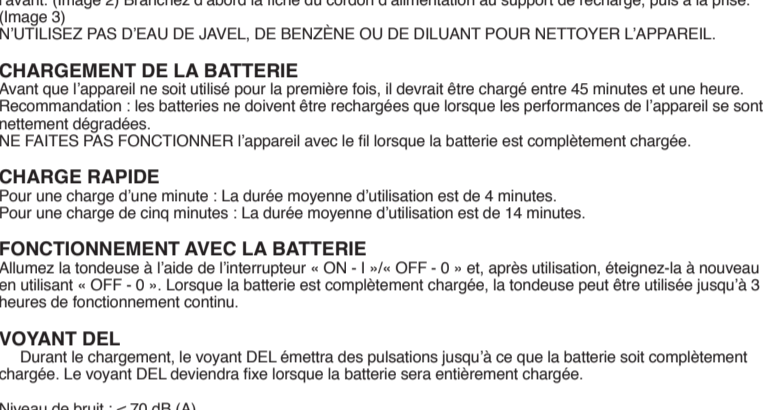 l'avant. (Image 2) Branchez d'abord la fiche du cordon d'alimentation au support de recharge, puis à la prise.
(Image 3)
N'UTILISEZ PAS D'EAU DE JAVEL, DE BENZÈNE OU DE DILUANT POUR NETTOYER L'APPAREIL.
CHARGEMENT DE LA BATTERIE
Avant que l'appareil ne soit utilisé pour la première fois, il devrait être chargé entre 45 minutes et une heure.
Recommandation : les batteries ne doivent être rechargées que lorsque les performances de l'appareil se sont
nettement dégradées.
NE FAITES PAS FONCTIONNER l'appareil avec le fil lorsque la batterie est complètement chargée.
CHARGE RAPIDE
Pour une charge d'une minute : La durée moyenne d'utilisation est de 4 minutes.
Pour une charge de cinq minutes : La durée moyenne d'utilisation est de 14 minutes.
FONCTIONNEMENT AVEC LA BATTERIE
Allumez la tondeuse à l'aide de l'interrupteur « ON - I »/« OFF - 0 » et, après utilisation, éteignez-la à nouveau
en utilisant « OFF - 0 ». Lorsque la batterie est complètement chargée, la tondeuse peut être utilisée jusqu'à 3
heures de fonctionnement continu.
VOYANT DEL
Durant le chargement, le voyant DEL émettra des pulsations jusqu'à ce que la batterie soit complètement
chargée. Le voyant DEL deviendra fixe lorsque la batterie sera entièrement chargée.
Niveau de bruit : < 70 dB (A)